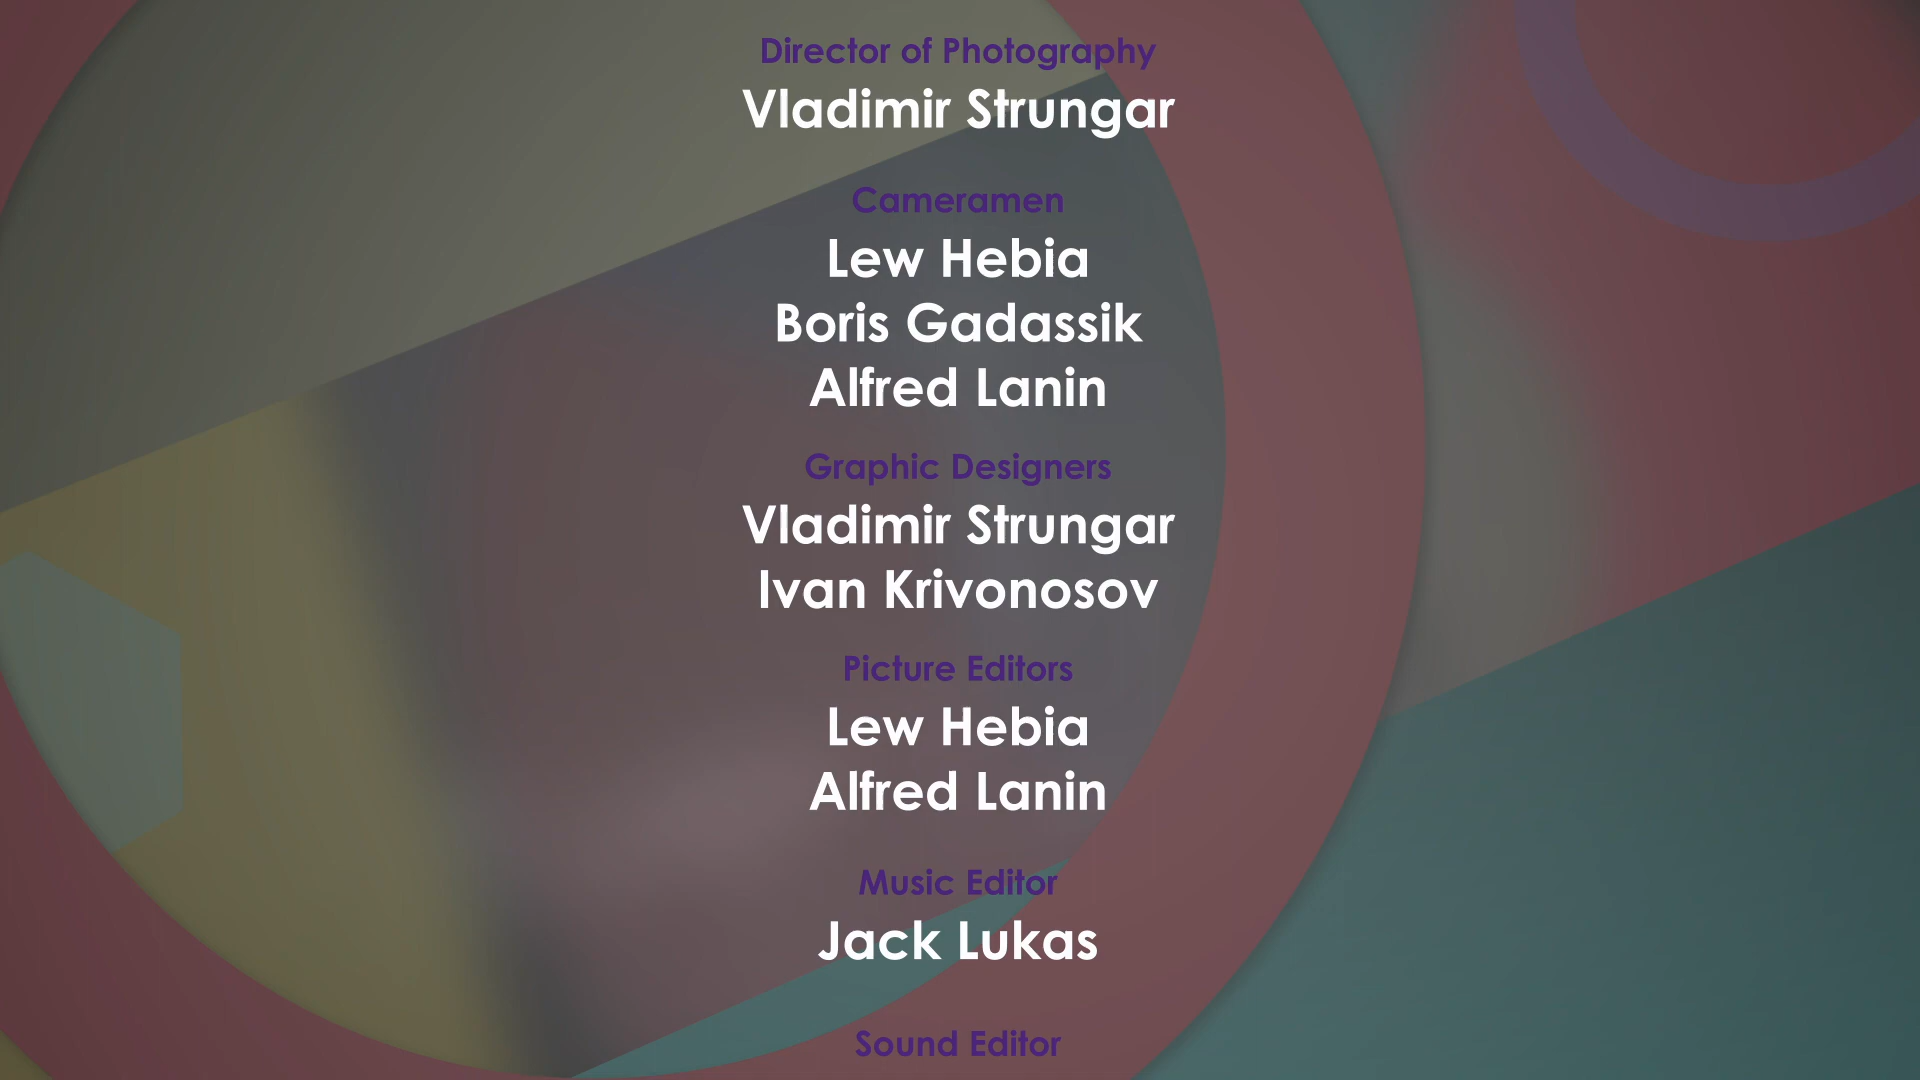 Director of Photography
Vladimir Strungar
Cameramen
Lew Hebia
Boris Gadassik
Alfred Lanin
Graphic Designers
Vladimir Strungar
Ivan Krivonosov
Picture Editors
Lew Hebia
Alfred Lanin
Music Editor
Jack Lukas
Sound Editor